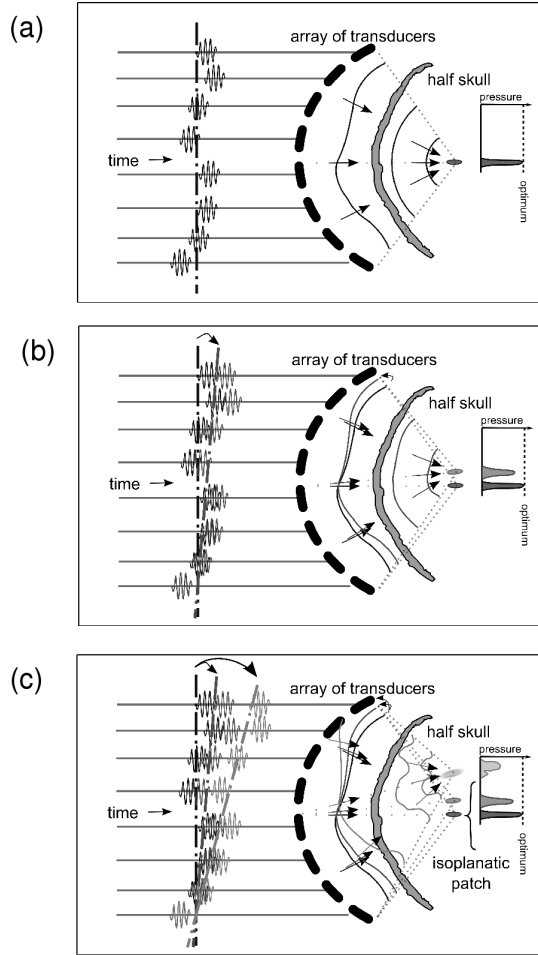 (a)
array of transducers
half skull
pressure
time
optimum
(b)
array of transducers
half skull
pressure
time
optimum
(c)
array of transducers
half skull
pressure
time
optimum
isoplanatic
patch